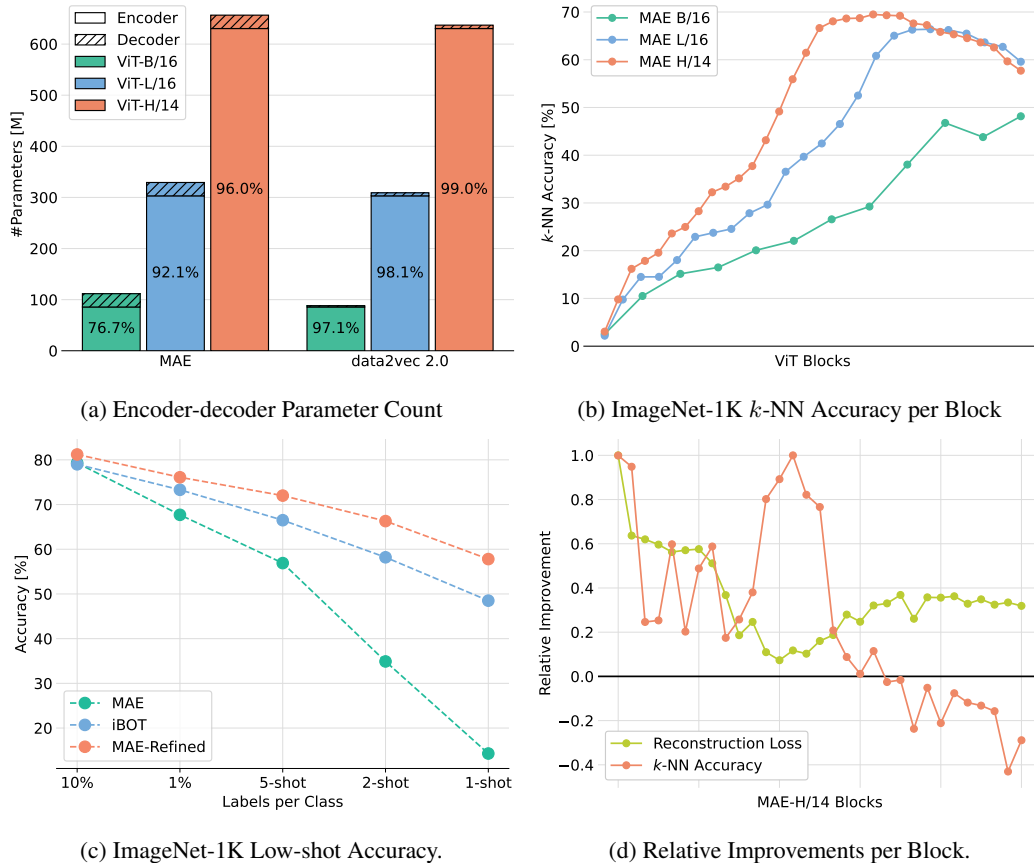 Encoder
Decoder
ViT-B/16
ViT-L/16
ViT-H/14
#Parameters [M]
600
500
400
300
200
100
0
76.7%
92.1%
96.0%
97.1%
98.1%
99.0%
MAE
data2vec 2.0
(a) Encoder-decoder Parameter Count
MAE B/16
MAE L/16
MAE H/14
k-NN Accuracy [%]
70
60
50
40
30
20
10
0
ViT Blocks
(b) ImageNet-1K k-NN Accuracy per Block
Accuracy [%]
80
70
60
50
40
30
20
MAE
iBOT
MAE-Refined
10%
1%
5-shot
2-shot
1-shot
Labels per Class
(c) ImageNet-1K Low-shot Accuracy.
Relative Improvement
1.0
0.8
0.6
0.4
0.2
0.0
−0.2
−0.4
Reconstruction Loss
k-NN Accuracy
MAE-H/14 Blocks
(d) Relative Improvements per Block.